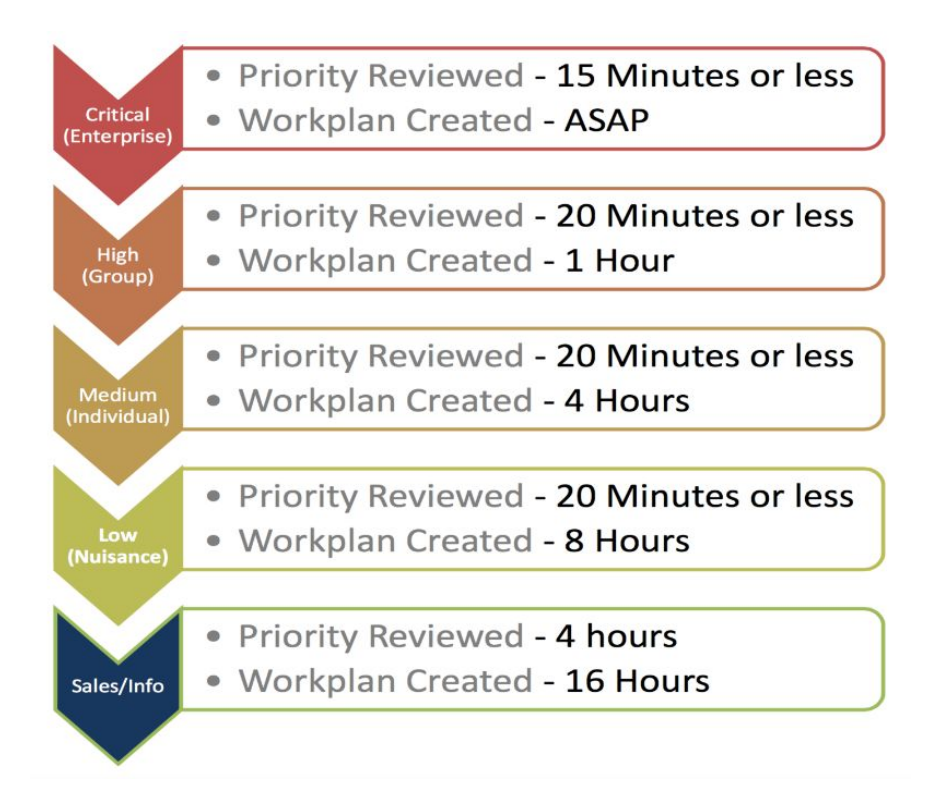 Critical
(Enterprise)
• Priority Reviewed - 15 Minutes or less
• Workplan Created - ASAP
High
(Group)
• Priority Reviewed - 20 Minutes or less
• Workplan Created - 1 Hour
Medium
(Individual)
• Priority Reviewed - 20 Minutes or less
• Workplan Created - 4 Hours
Low
(Nuisance)
• Priority Reviewed - 20 Minutes or less
• Workplan Created - 8 Hours
Sales/Info
• Priority Reviewed - 4 hours
• Workplan Created - 16 Hours